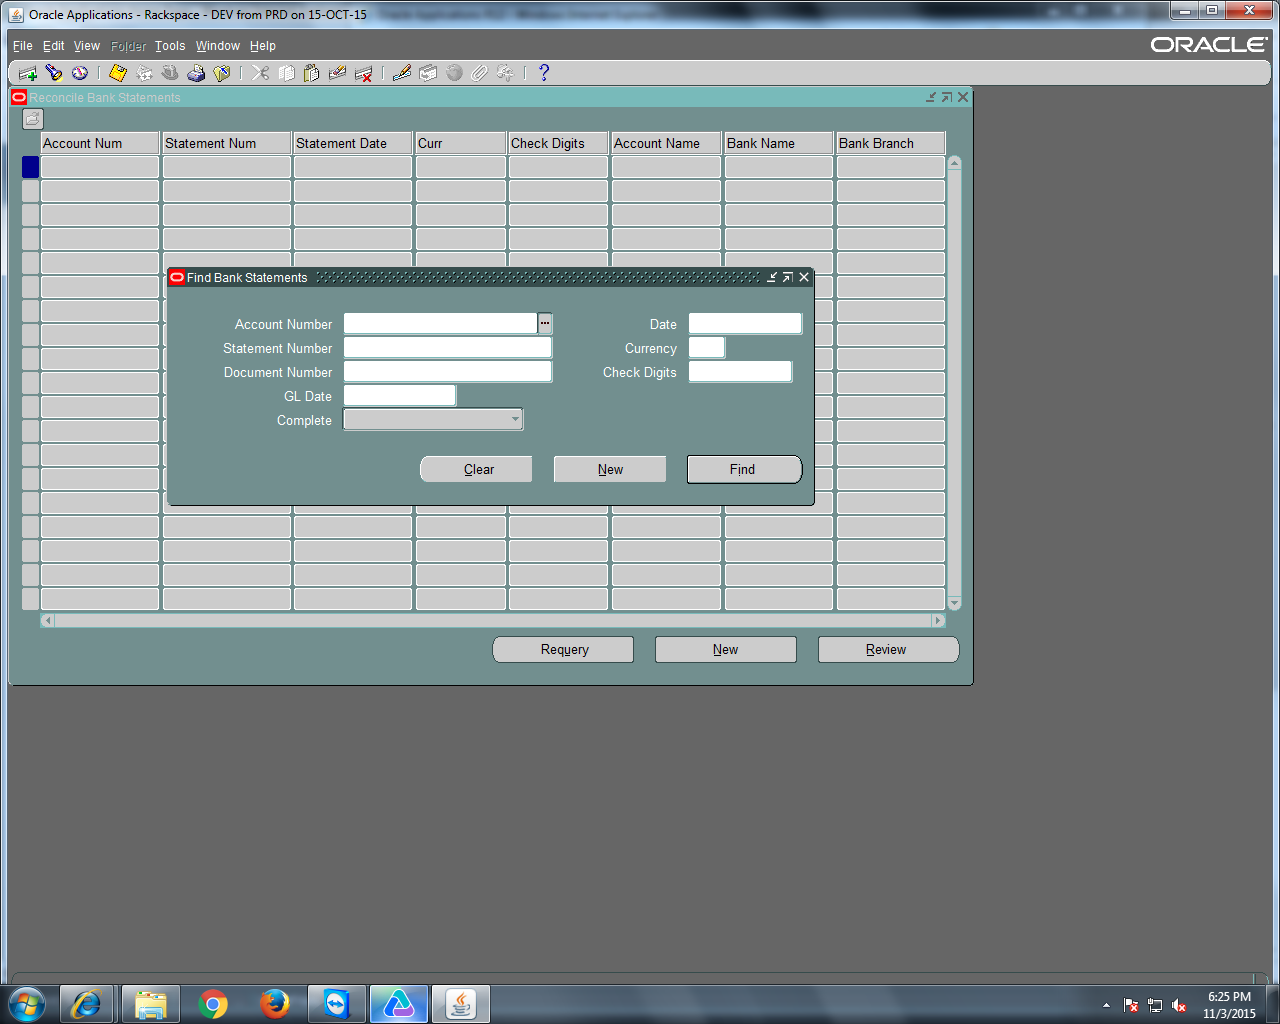 Oracle Applications - Rackspace - DEV from PRD on 15-OCT-15
File Edit View Folder Tools Window Help
ORACLE
Reconcile Bank Statements
Account Num Statement Num Statement Date Curr Check Digits Account Name Bank Name Bank Branch
Find Bank Statements
Account Number Date
Statement Number Currency
Document Number Check Digits
GL Date
Complete
Clear New Find
Requery New Review
6:25 PM
11/3/2015